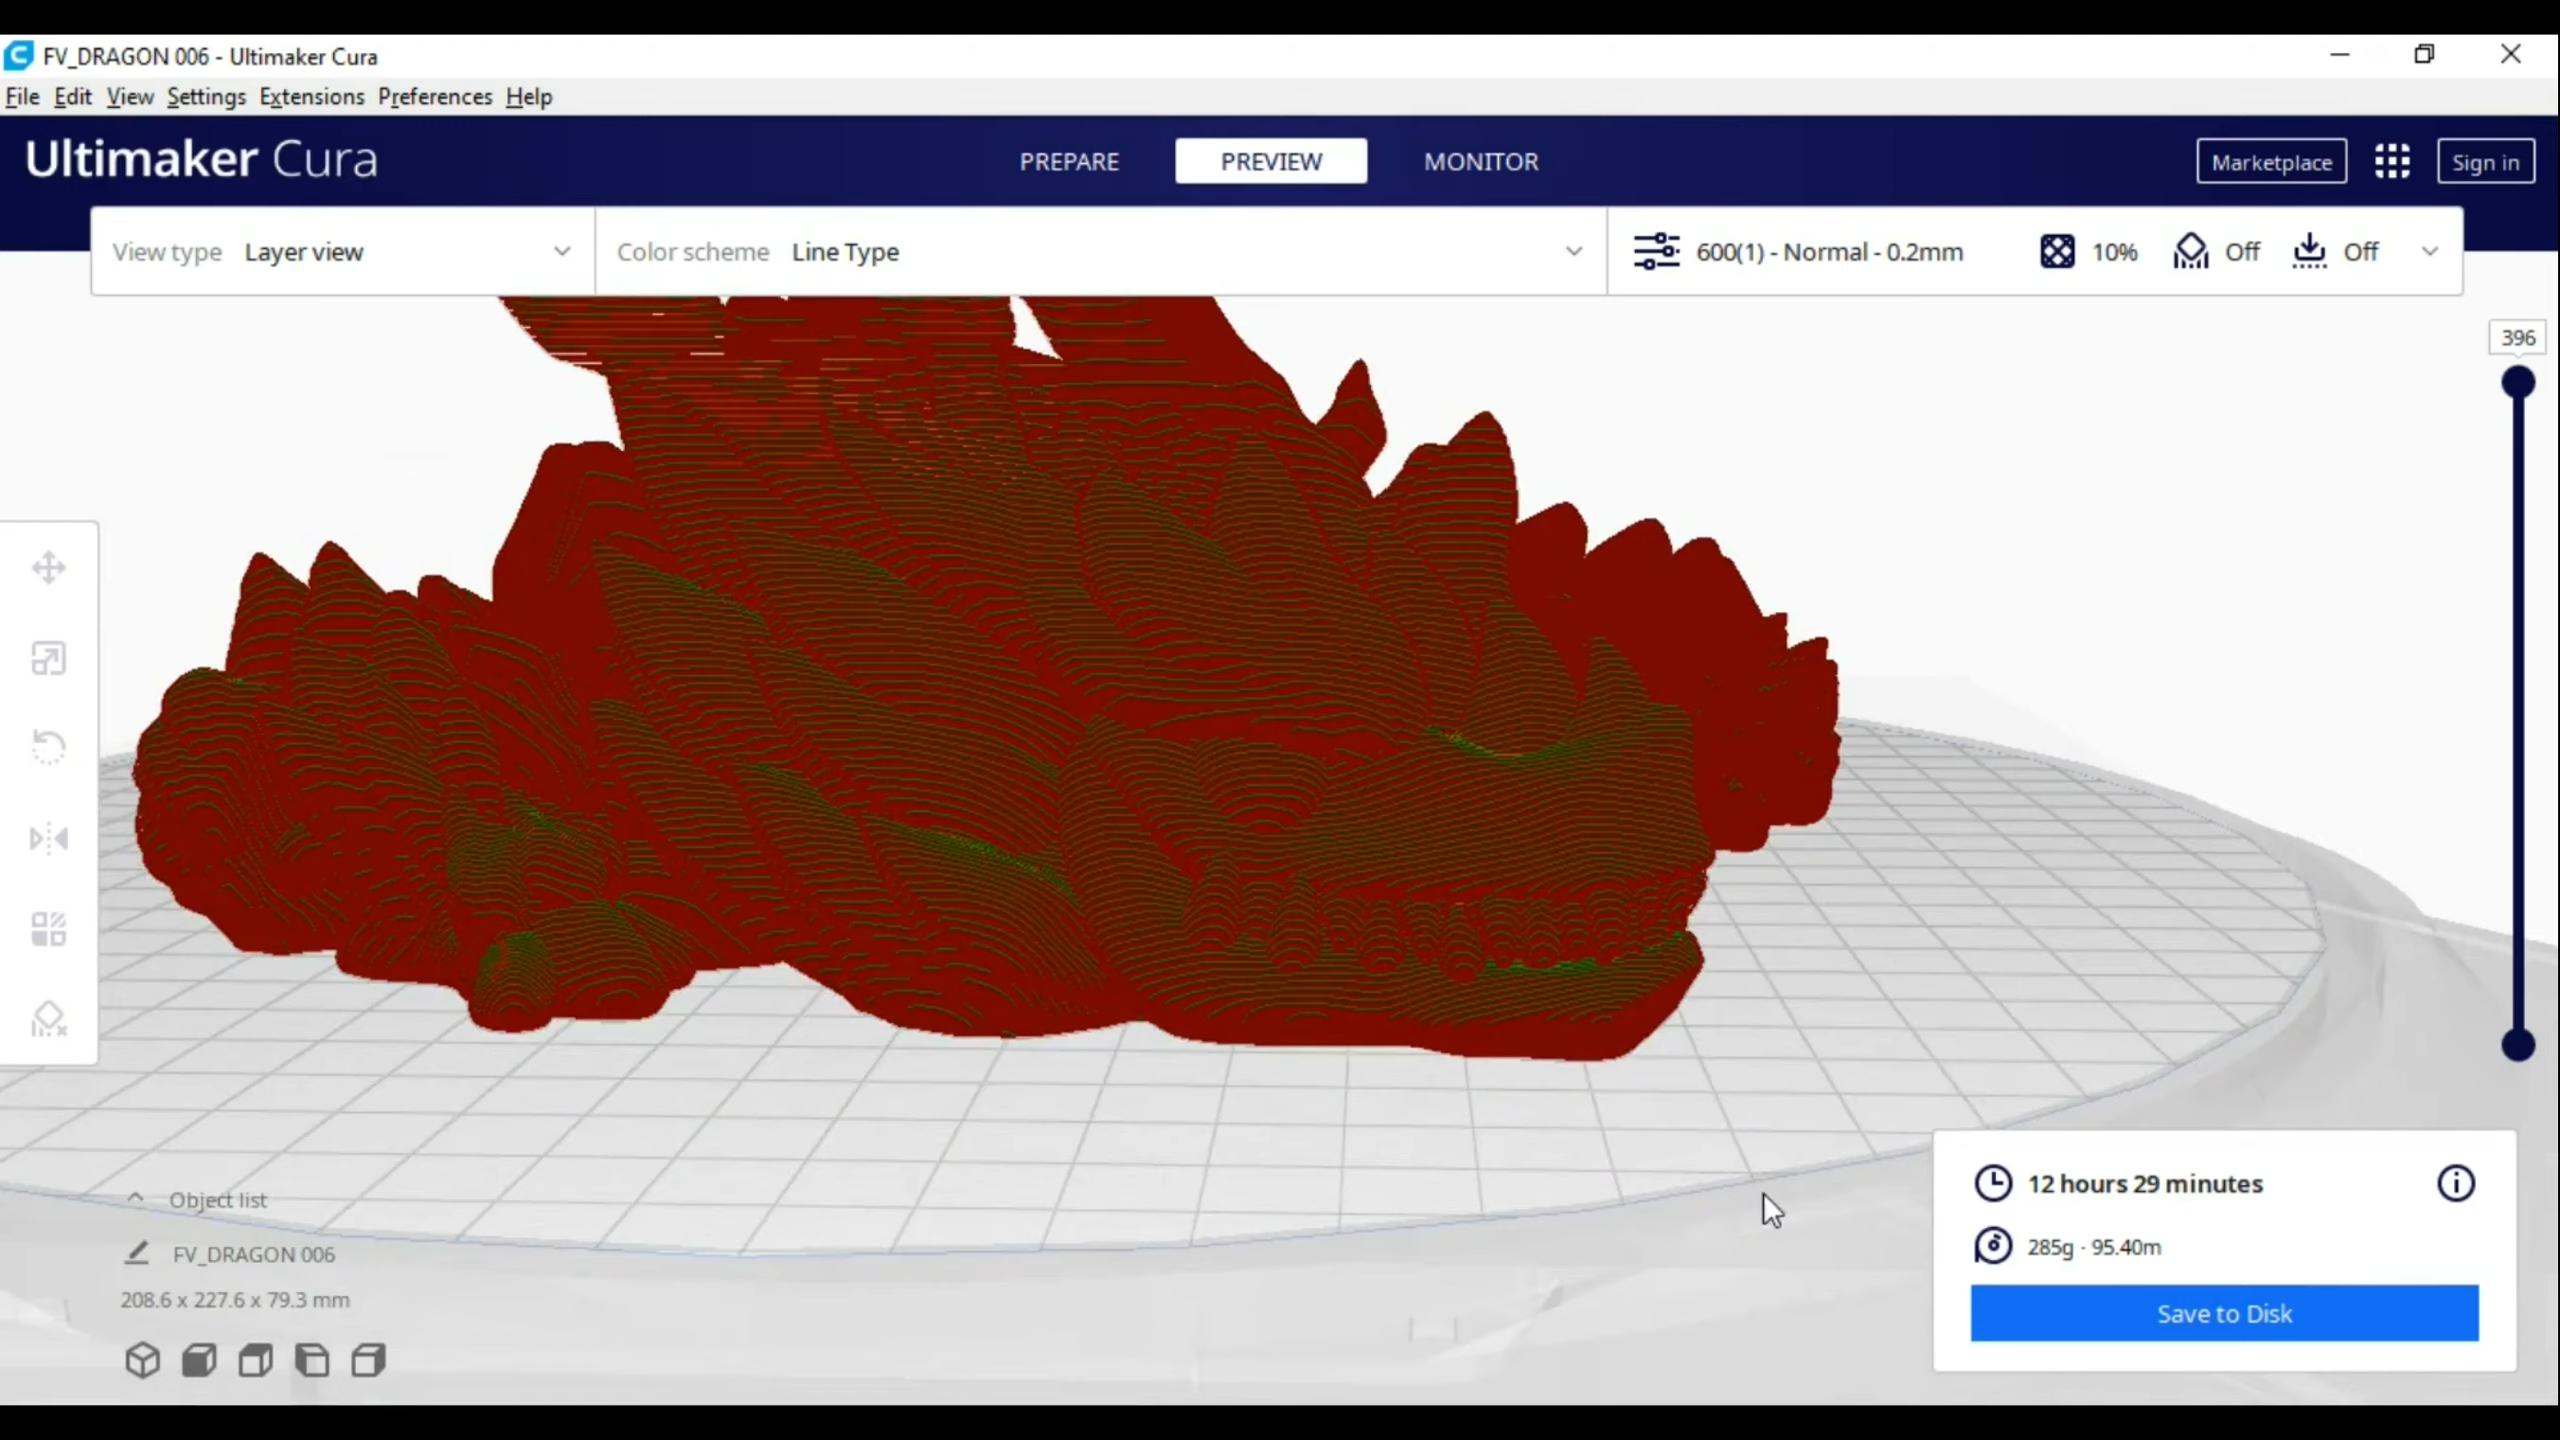 FV_DRAGON 006 - Ultimaker Cura
File Edit View Settings Extensions Preferences Help
Ultimaker Cura
PREPARE PREVIEW MONITOR
Marketplace Sign in
View type Layer view
Color scheme Line Type
600(1) - Normal - 0.2mm 10% Off Off
396
Object list
FV_DRAGON 006
208.6 x 227.6 x 79.3 mm
12 hours 29 minutes
285g · 95.40m
Save to Disk